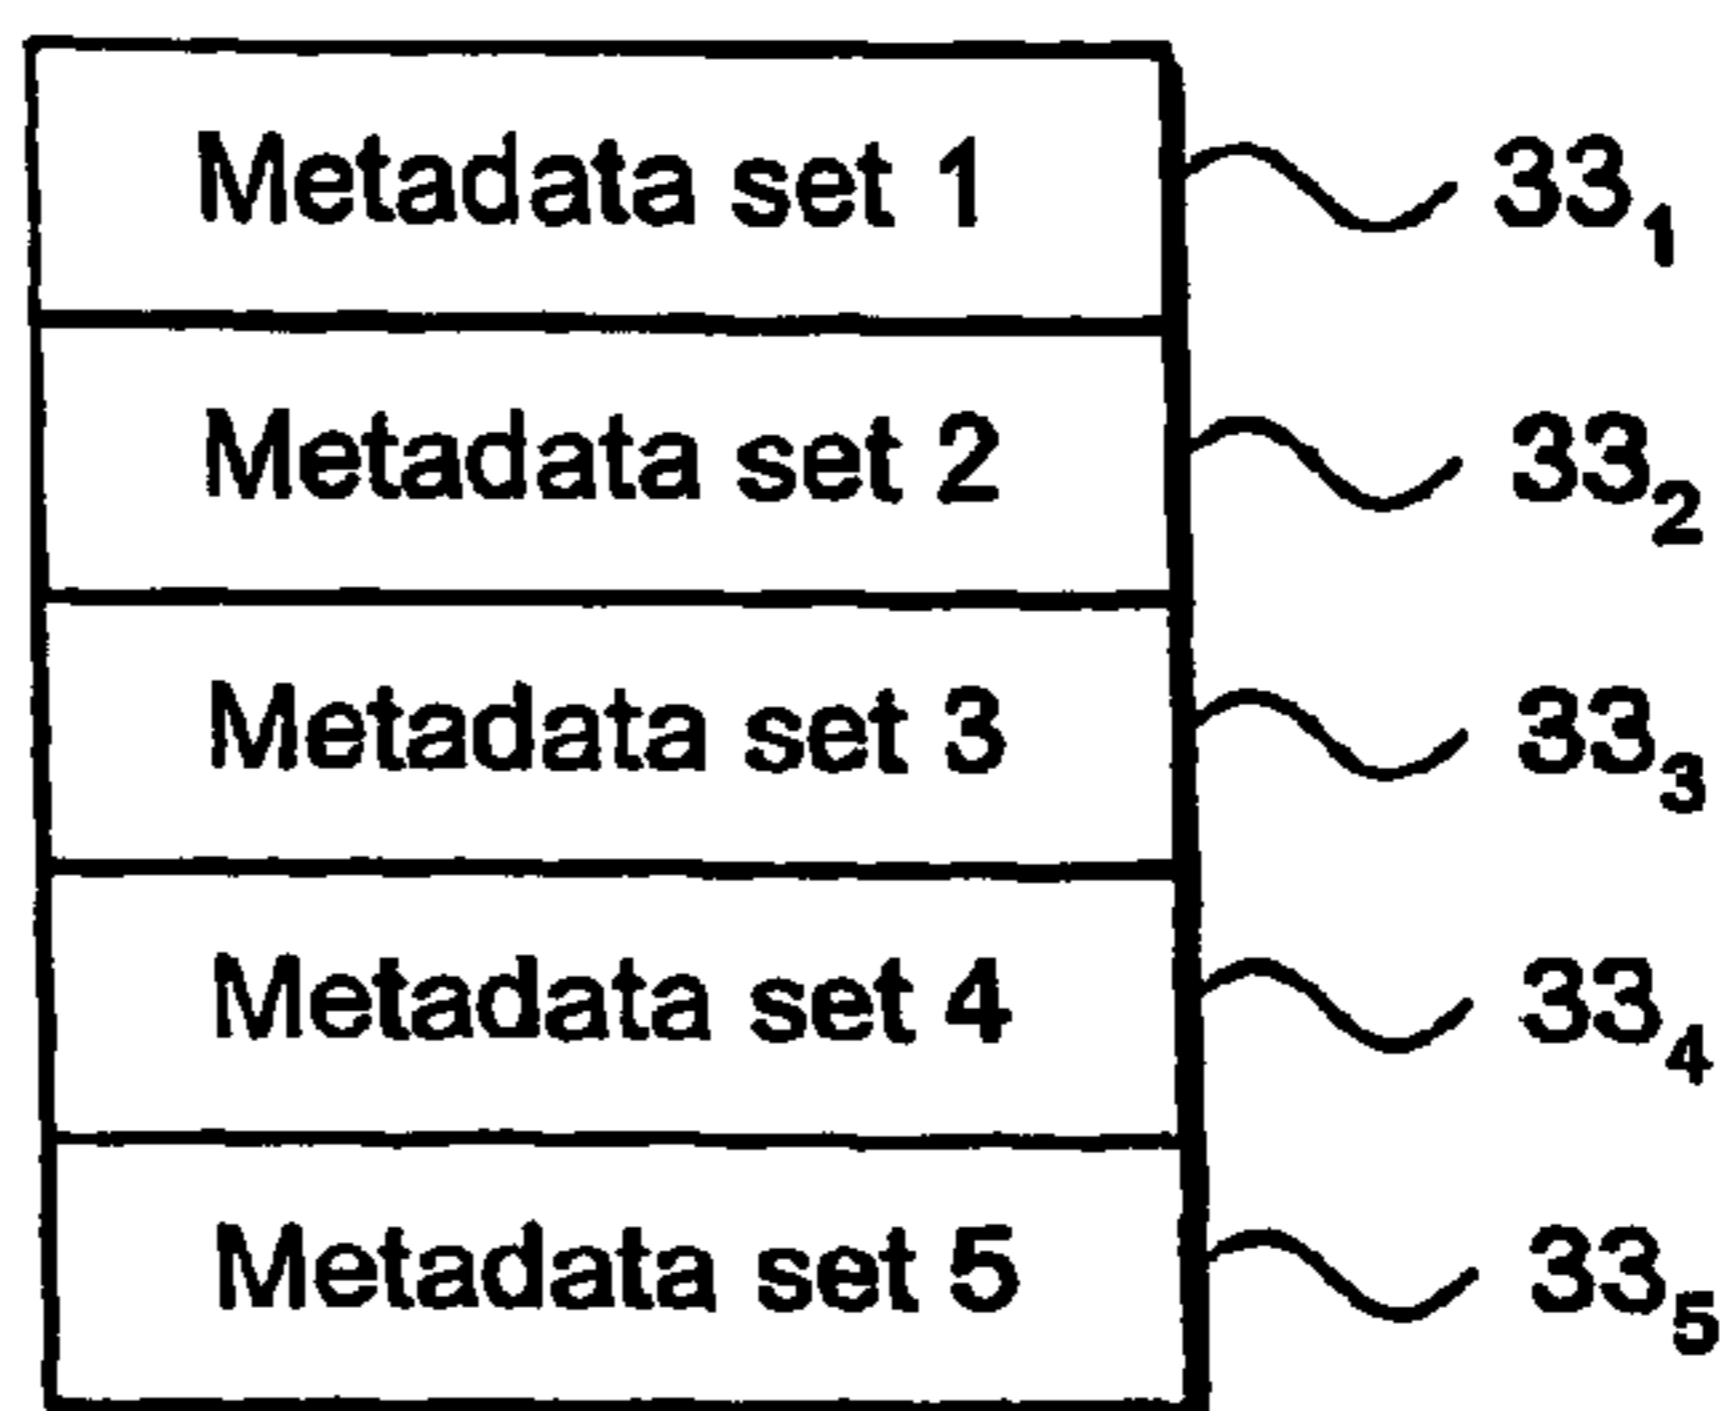 Metadata set 1 33₁
Metadata set 2 33₂
Metadata set 3 33₃
Metadata set 4 33₄
Metadata set 5 33₅